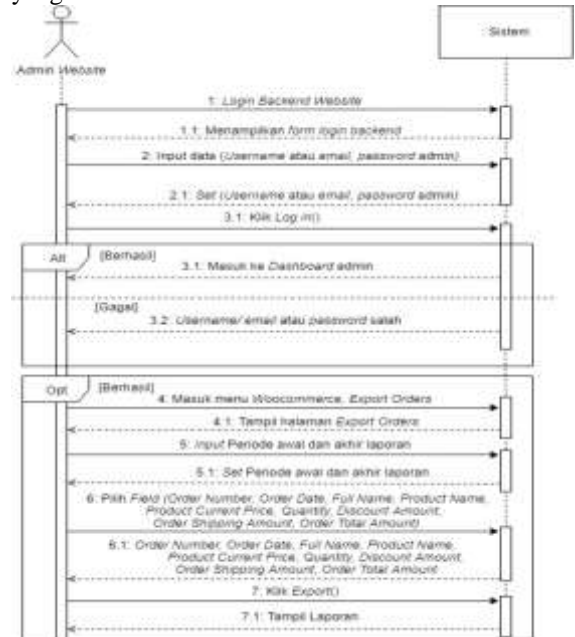 : Sistem
Admin Website
1: Login Backend Website
1.1: Menampilkan form login backend
2: Input data (Username atau email, password admin)
2.1: Set (Username atau email, password admin)
3.1: Klik Log in()
Alt
[Berhasil]
3.1: Masuk ke Dashboard admin
[Gagal]
3.2: Username/ email atau password salah
Opt
[Berhasil]
4: Masuk menu Woocommerce, Export Orders
4.1: Tampil halaman Export Orders
5: Input Periode awal dan akhir laporan
5.1: Set Periode awal dan akhir laporan
6: Pilih Field (Order Number, Order Date, Full Name, Product Name,
Product Current Price, Quantity, Discount Amount,
Order Shipping Amount, Order Total Amount)
6.1: Order Number, Order Date, Full Name, Product Name,
Product Current Price, Quantity, Discount Amount,
Order Shipping Amount, Order Total Amount
7: Klik Export()
7.1: Tampil Laporan